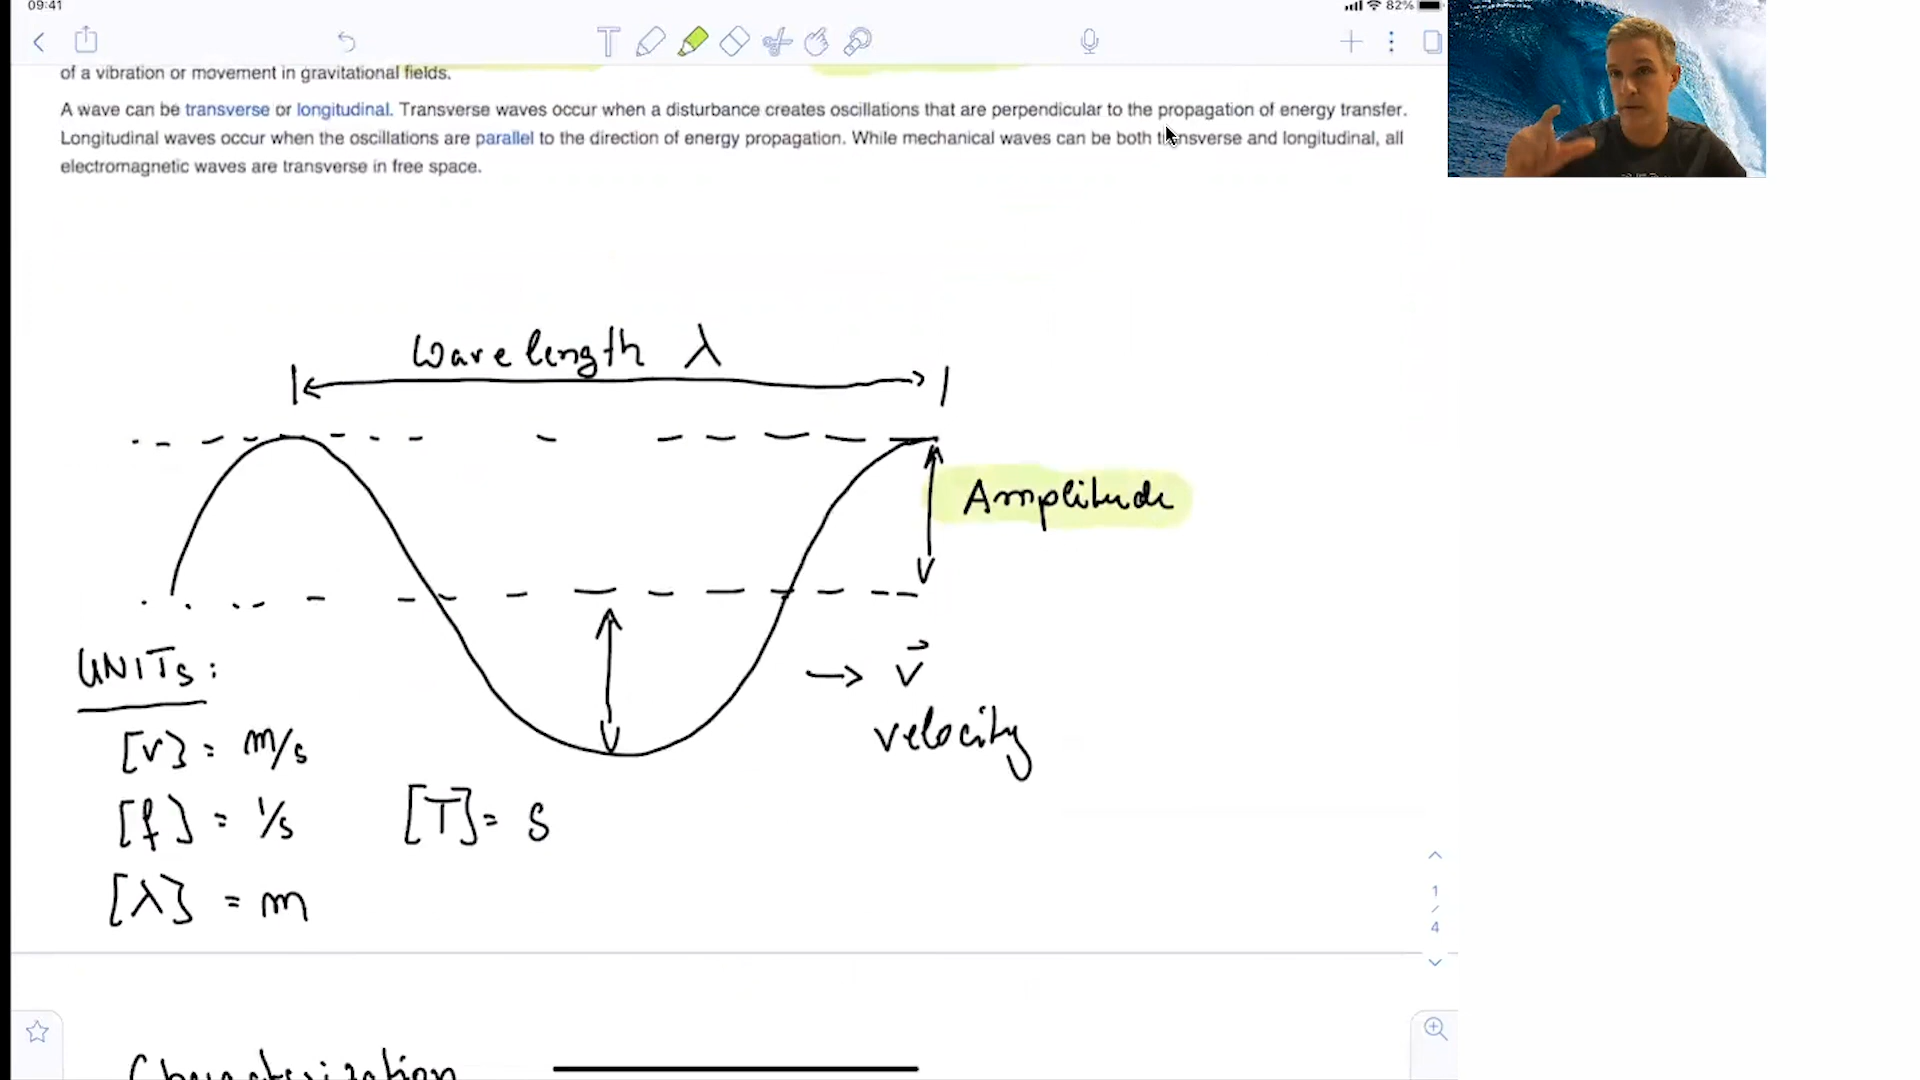 09:41
82%
of a vibration or movement in gravitational fields.
A wave can be transverse or longitudinal. Transverse waves occur when a disturbance creates oscillations that are perpendicular to the propagation of energy transfer.
Longitudinal waves occur when the oscillations are parallel to the direction of energy propagation. While mechanical waves can be both transverse and longitudinal, all
electromagnetic waves are transverse in free space.
Wavelength λ
Amplitude
→ v⃗
velocity
UNITs:
[v] = m/s
[f] = 1/s [T] = s
[λ] = m
1
/
4
Characterization